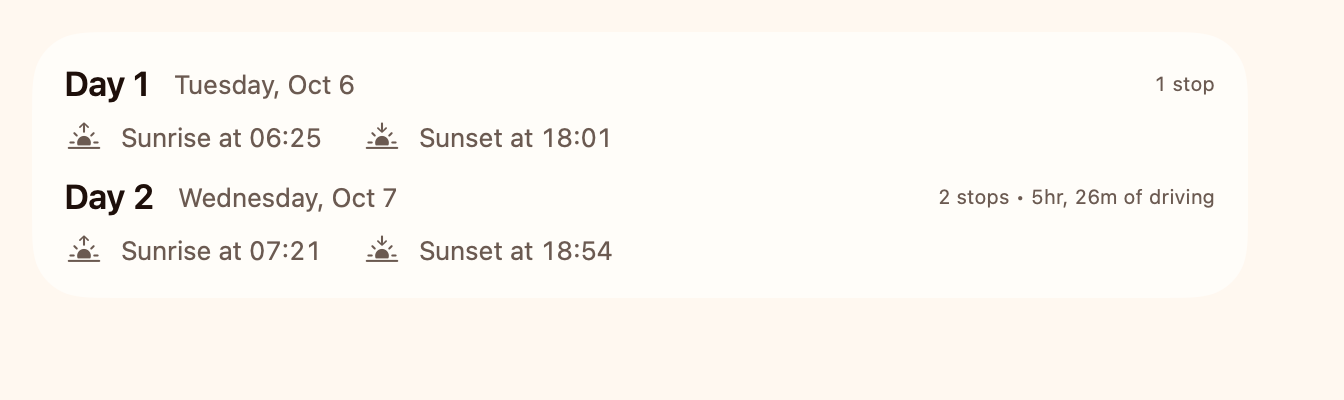 Day 1 Tuesday, Oct 6 1 stop
Sunrise at 06:25 Sunset at 18:01
Day 2 Wednesday, Oct 7 2 stops • 5hr, 26m of driving
Sunrise at 07:21 Sunset at 18:54